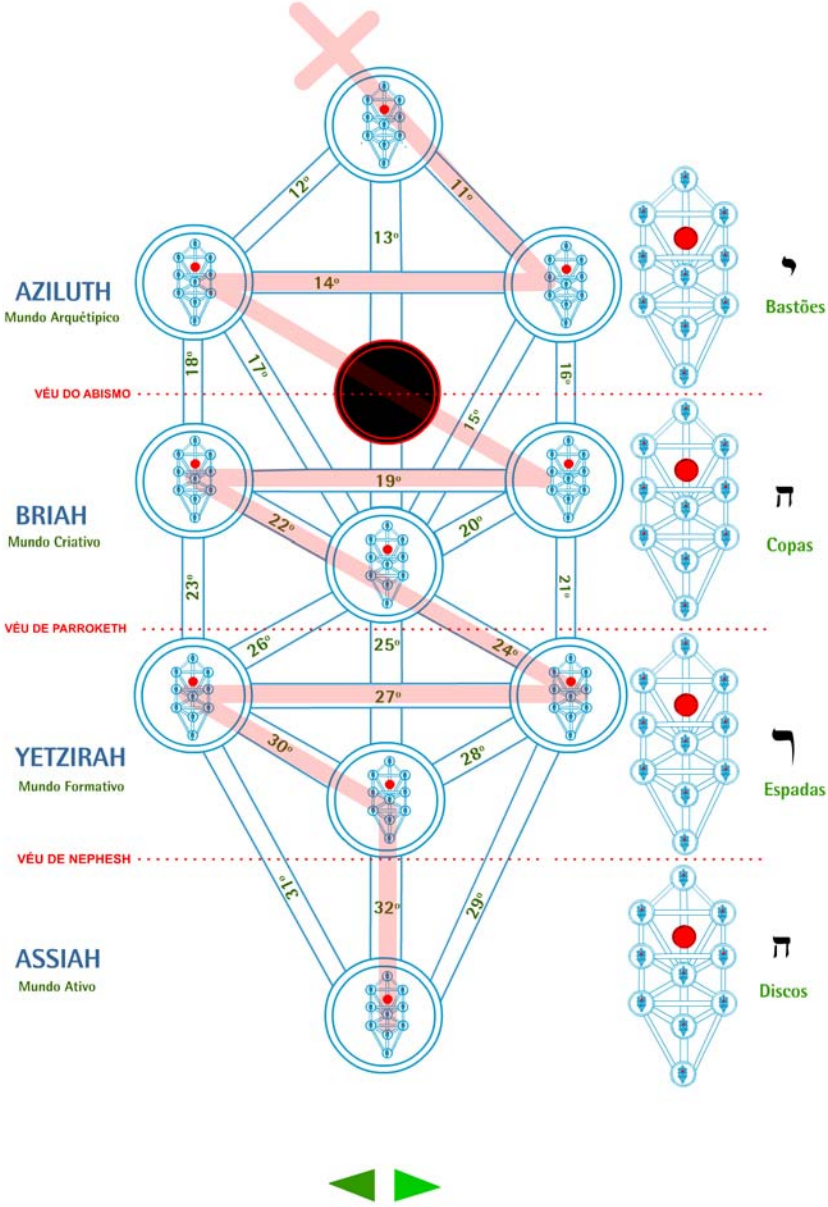 12º
11º
13º
14º
AZILUTH
Mundo Arquétipico
י
Bastões
18º
17º
15º
16º
VÉU DO ABISMO
19º
ה
BRIAH
Mundo Criativo
22º
20º
Copas
23º
21º
VÉU DE PARROKETH
26º
25º
24º
27º
YETZIRAH
Mundo Formativo
30º
28º
ו
Espadas
VÉU DE NEPHESH
31º
32º
29º
ASSIAH
Mundo Ativo
ה
Discos